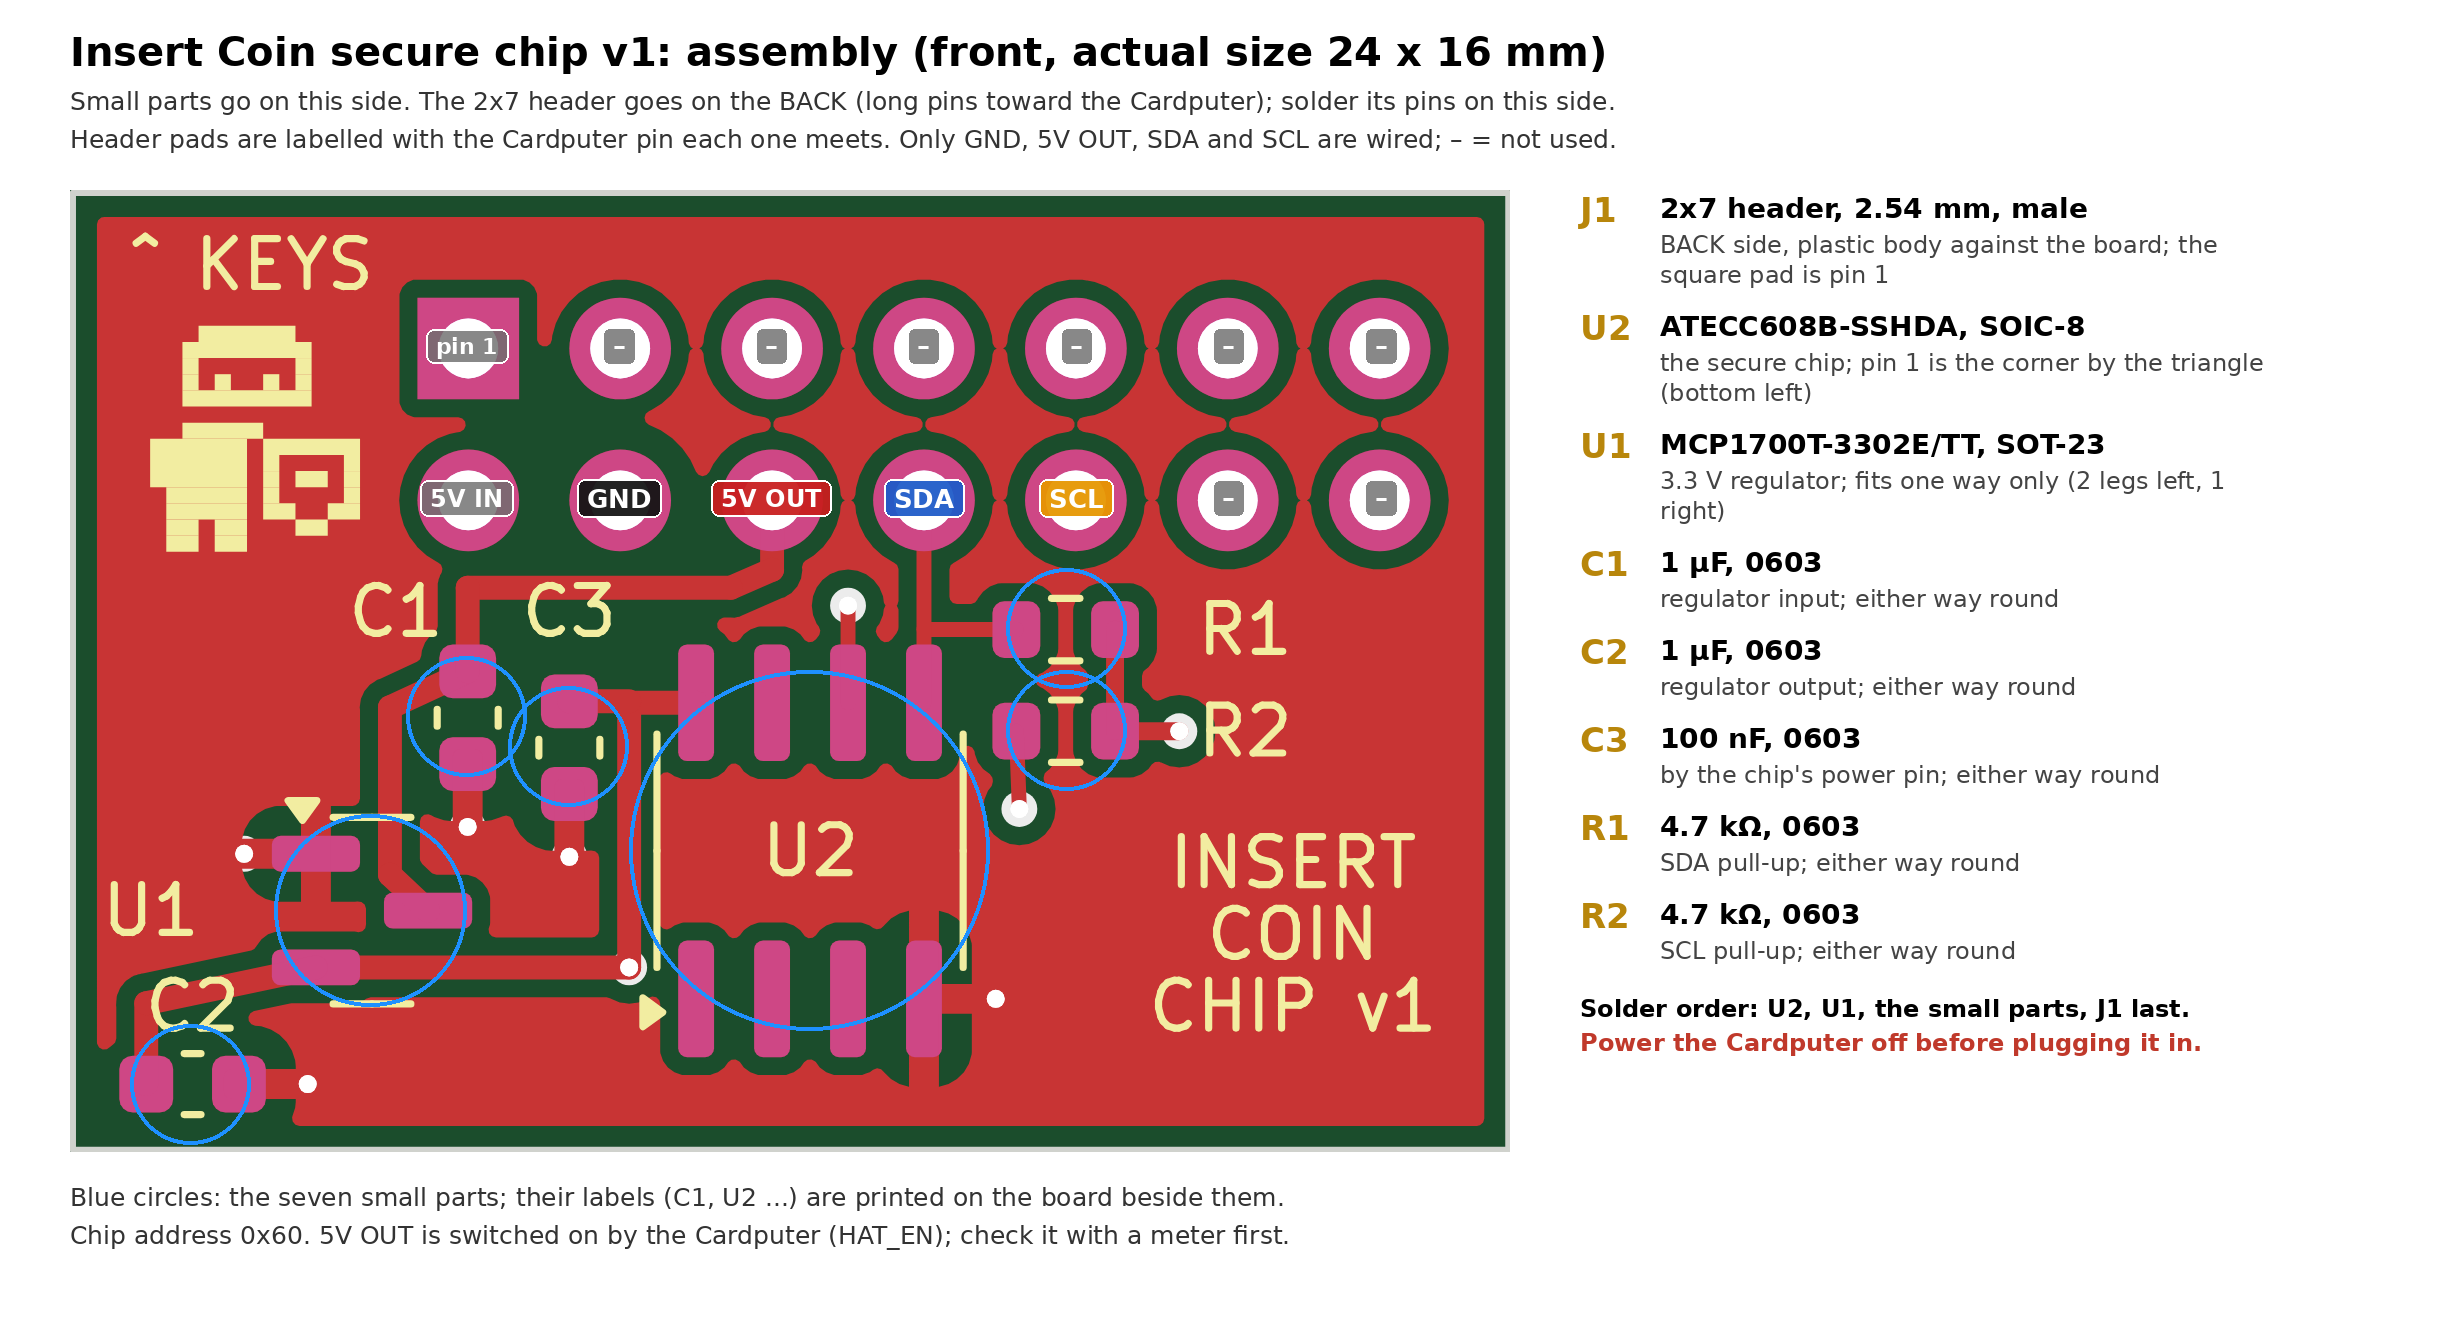 Insert Coin secure chip v1: assembly (front, actual size 24 x 16 mm)
Small parts go on this side. The 2x7 header goes on the BACK (long pins toward the Cardputer); solder its pins on this side.
Header pads are labelled with the Cardputer pin each one meets. Only GND, 5V OUT, SDA and SCL are wired; – = not used.
^ KEYS
pin 1 – – – – – –
5V IN GND 5V OUT SDA SCL – –
C1 C3
R1
R2
U2
U1
C2
INSERT
COIN
CHIP v1
J1 2x7 header, 2.54 mm, male
BACK side, plastic body against the board; the
square pad is pin 1
U2 ATECC608B-SSHDA, SOIC-8
the secure chip; pin 1 is the corner by the triangle
(bottom left)
U1 MCP1700T-3302E/TT, SOT-23
3.3 V regulator; fits one way only (2 legs left, 1
right)
C1 1 µF, 0603
regulator input; either way round
C2 1 µF, 0603
regulator output; either way round
C3 100 nF, 0603
by the chip's power pin; either way round
R1 4.7 kΩ, 0603
SDA pull-up; either way round
R2 4.7 kΩ, 0603
SCL pull-up; either way round
Solder order: U2, U1, the small parts, J1 last.
Power the Cardputer off before plugging it in.
Blue circles: the seven small parts; their labels (C1, U2 ...) are printed on the board beside them.
Chip address 0x60. 5V OUT is switched on by the Cardputer (HAT_EN); check it with a meter first.